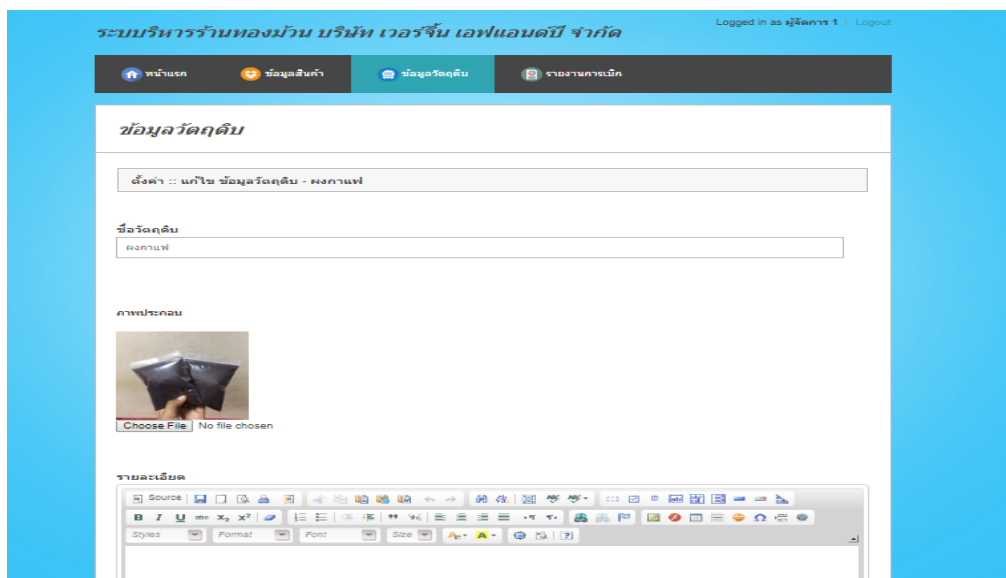 Logged in as ผู้จัดการ 1 | Logout
ระบบริหารร้านทองม้วน บริษัท เวอร์จิ้น เอฟแอนด์บี จำกัด
หน้าแรก ข้อมูลสินค้า ข้อมูลวัตถุดิบ รายงานการเบิก
ข้อมูลวัตถุดิบ
ตั้งค่า :: แก้ไข ข้อมูลวัตถุดิบ - ผงกาแฟ
ชื่อวัตถุดิบ
ผงกาแฟ
ภาพประกอบ
Choose File No file chosen
รายละเอียด
Source
B I U abc x₂ x²
Styles Format Font Size